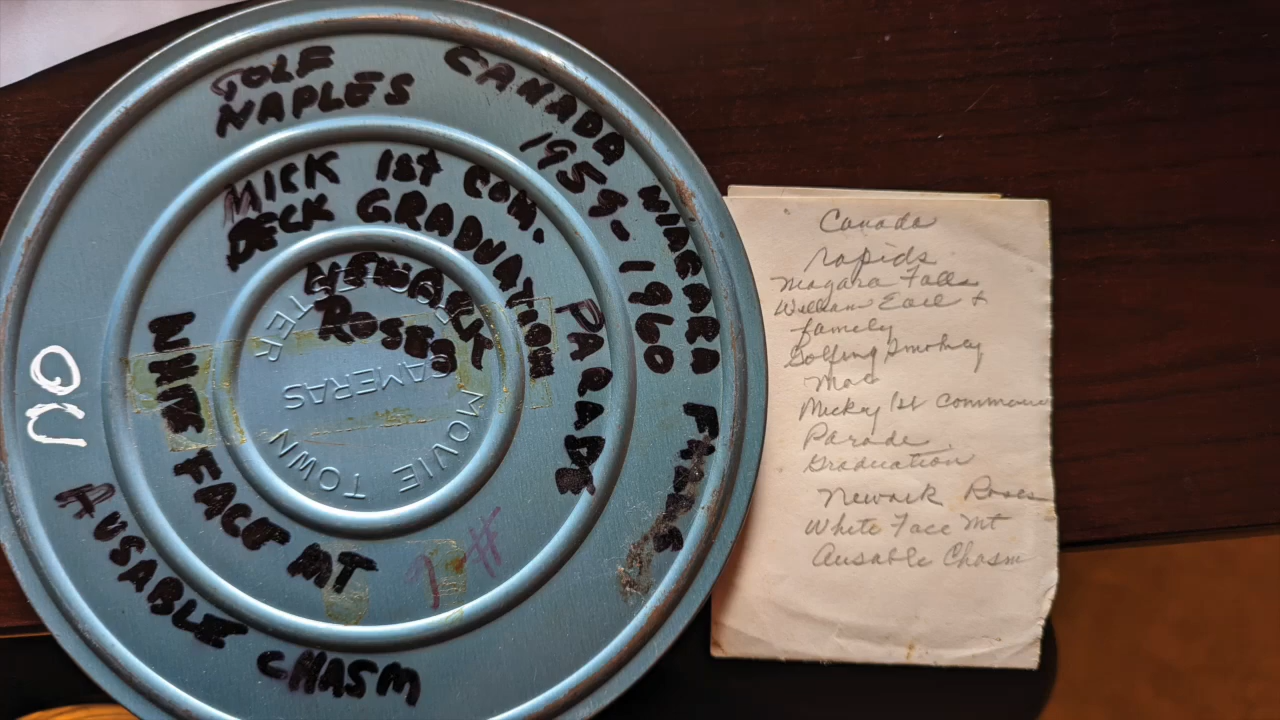 GOLF
NAPLES
CANADA
1959-1960
NIAGARA FALLS
MICK 1ST COM.
DECK GRADUATION
PARADE
NEWARK
ROSES
WHITE FACE MT
AUSABLE CHASM
MOVIE TOWN
CAMERAS
#1
Canada
rapids
Niagara Falls
William Earl +
family
Golfing Smokey
Mac
Micky 1st Commun
Parade
Graduation
Newark Roses
White Face Mt
Ausable Chasm